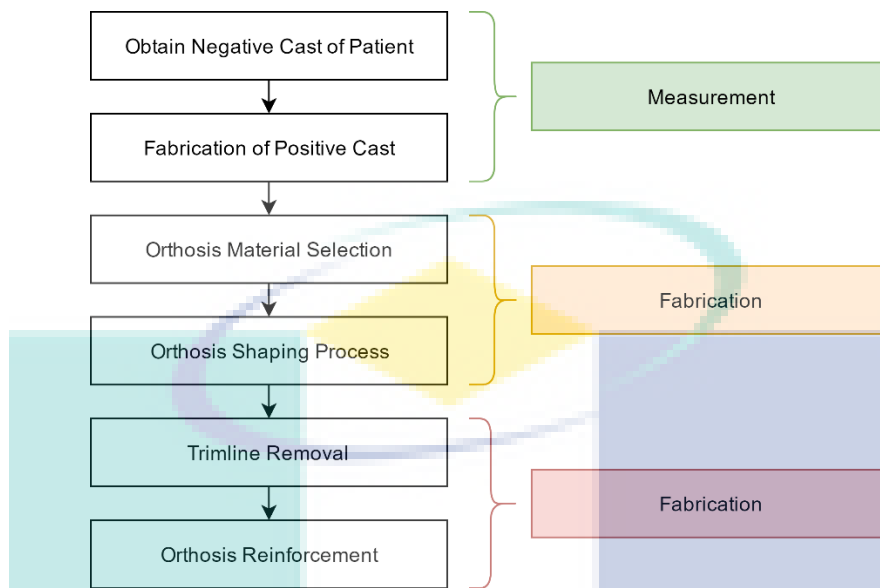 Obtain Negative Cast of Patient
Measurement
Fabrication of Positive Cast
Orthosis Material Selection
Fabrication
Orthosis Shaping Process
Trimline Removal
Fabrication
Orthosis Reinforcement